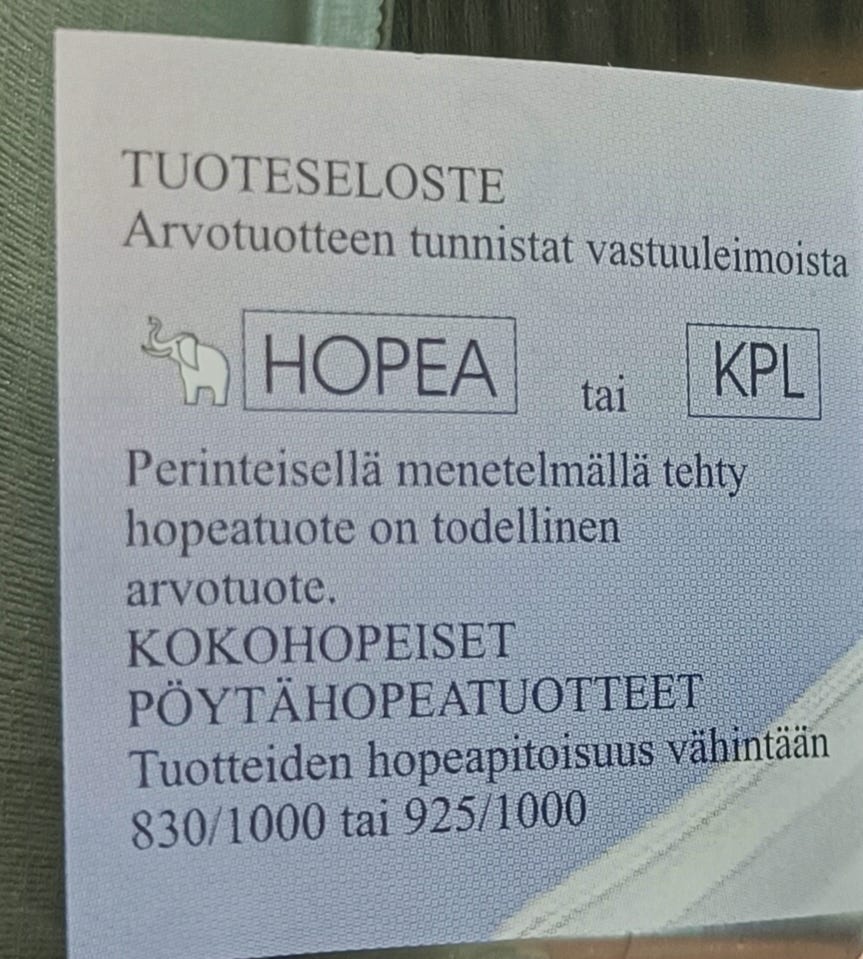 TUOTESELOSTE
Arvotuotteen tunnistat vastuuleimoista
HOPEA tai KPL
Perinteisellä menetelmällä tehty
hopeatuote on todellinen
arvotuote.
KOKOHOPEISET
PÖYTÄHOPEATUOTTEET
Tuotteiden hopeapitoisuus vähintään
830/1000 tai 925/1000